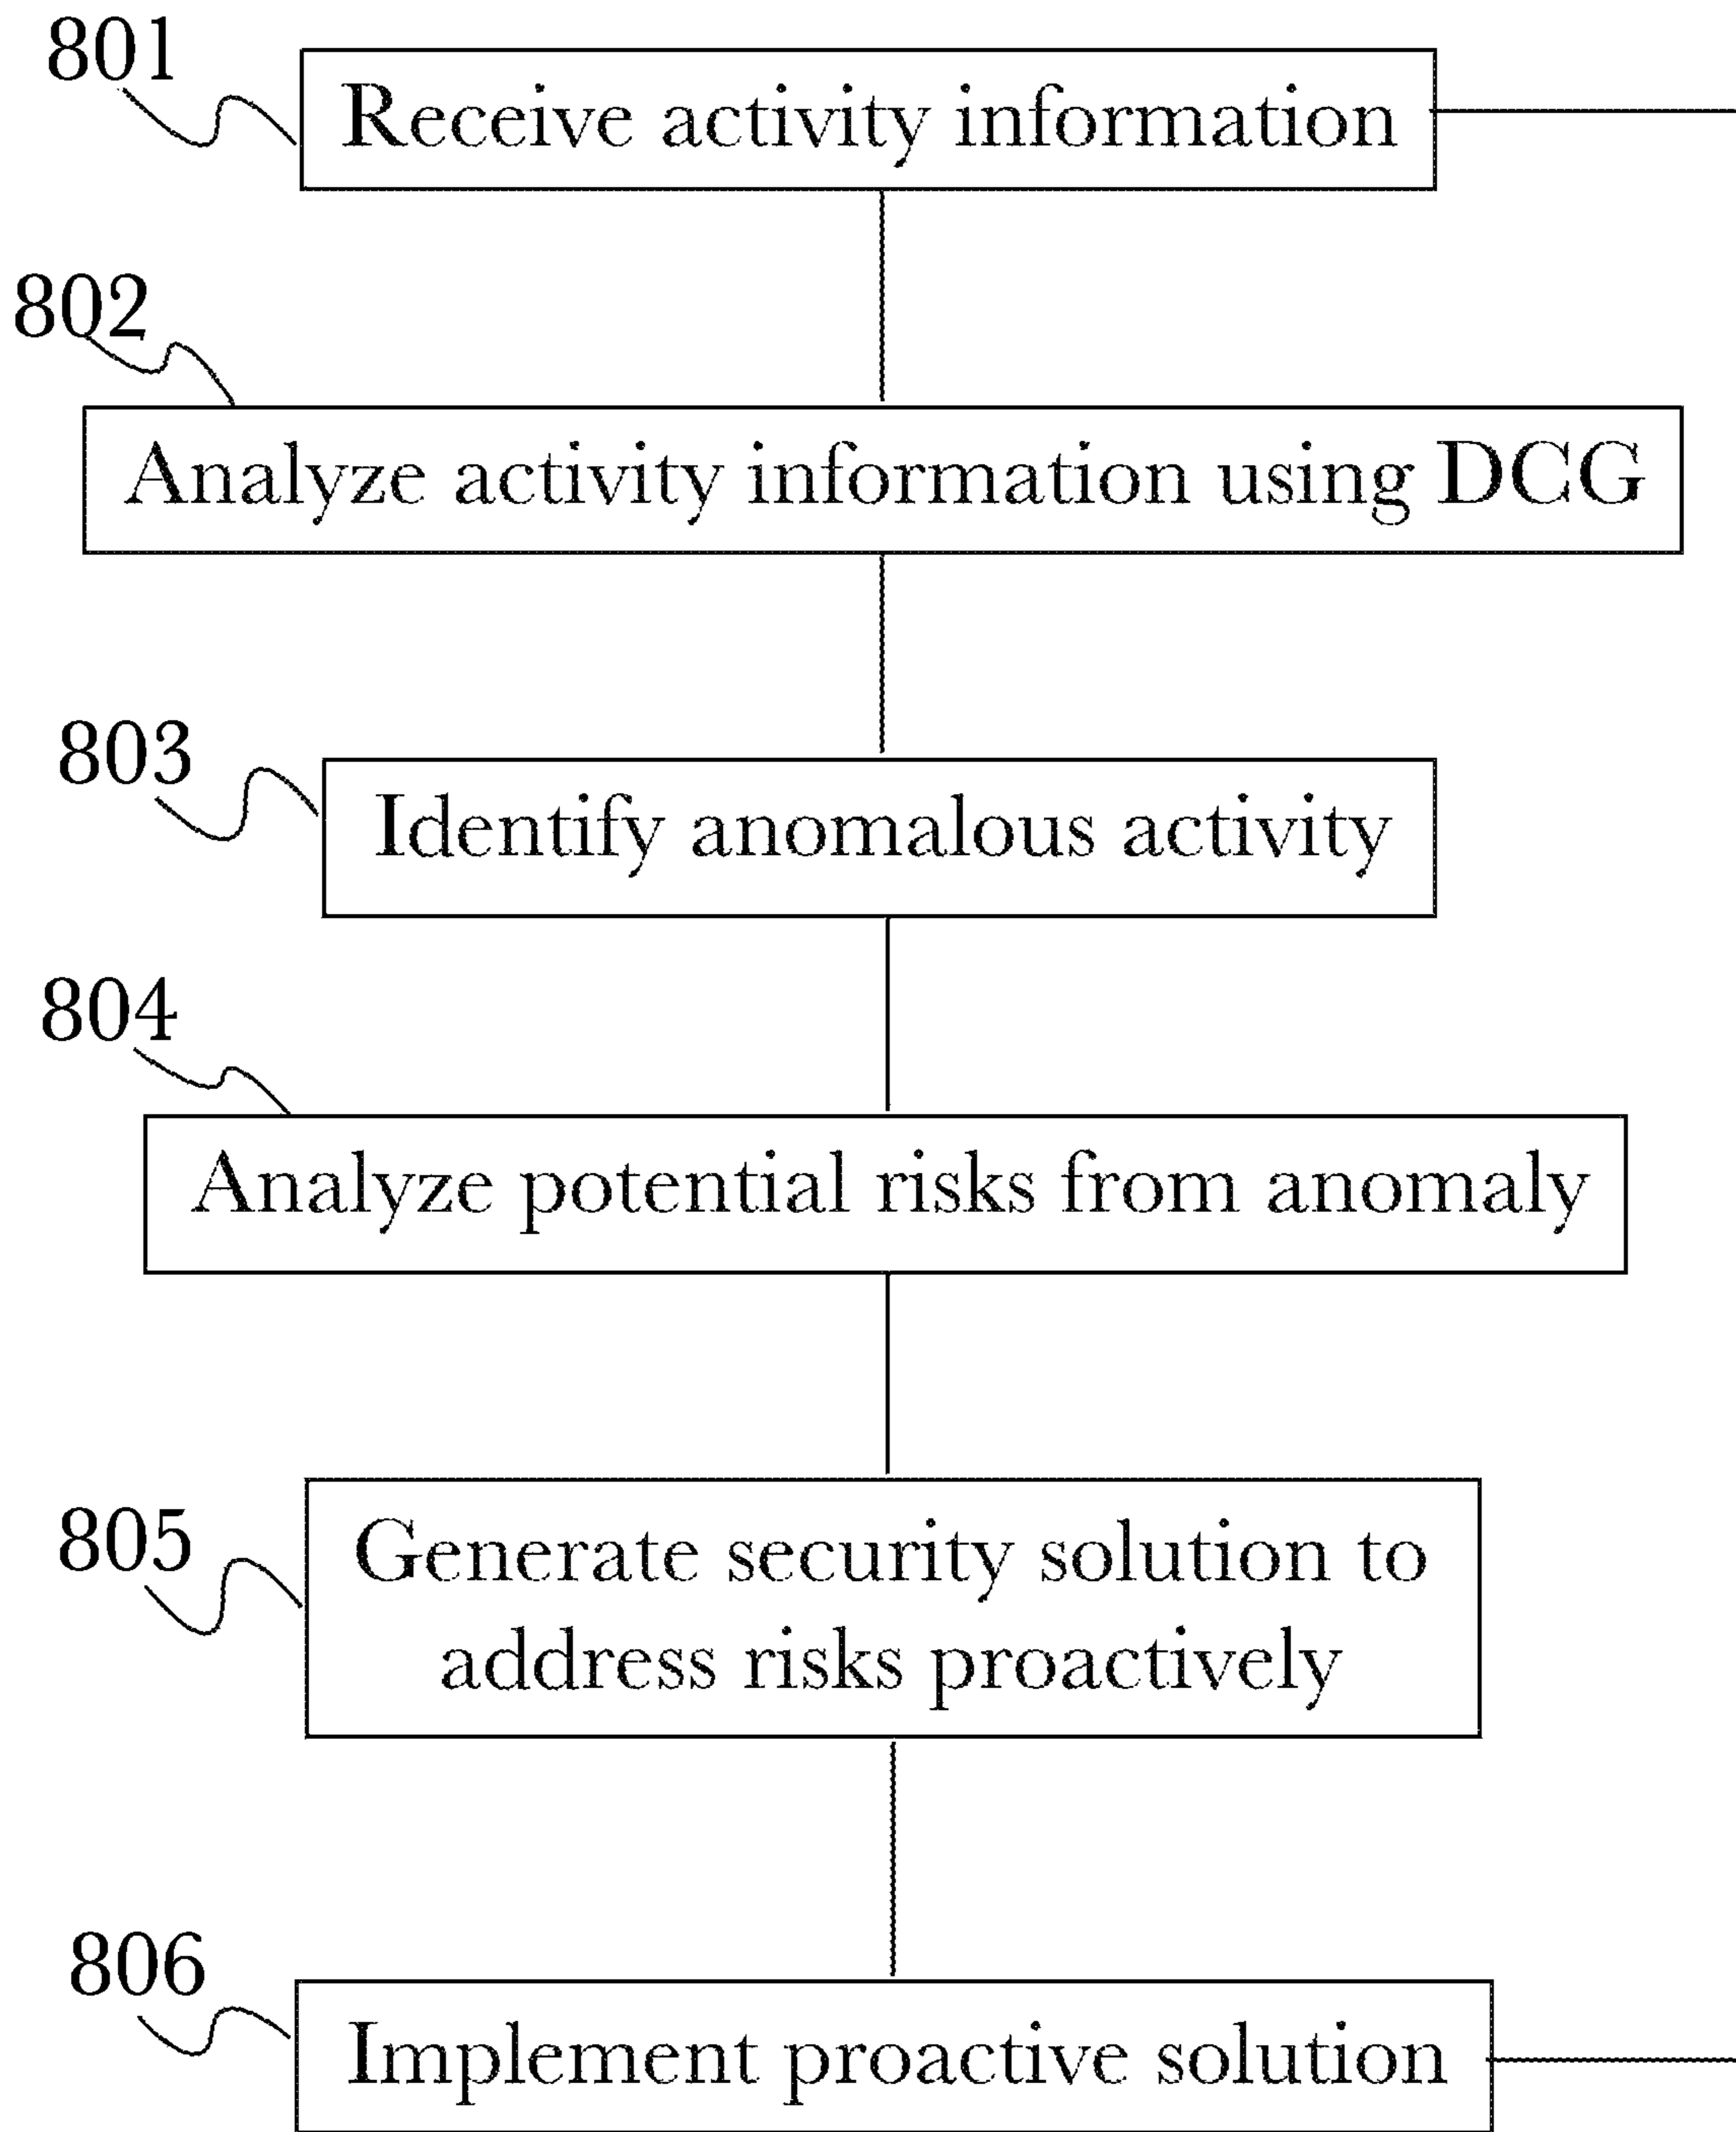 801
Receive activity information
802
Analyze activity information using DCG
803
Identify anomalous activity
804
Analyze potential risks from anomaly
805
Generate security solution to
address risks proactively
806
Implement proactive solution